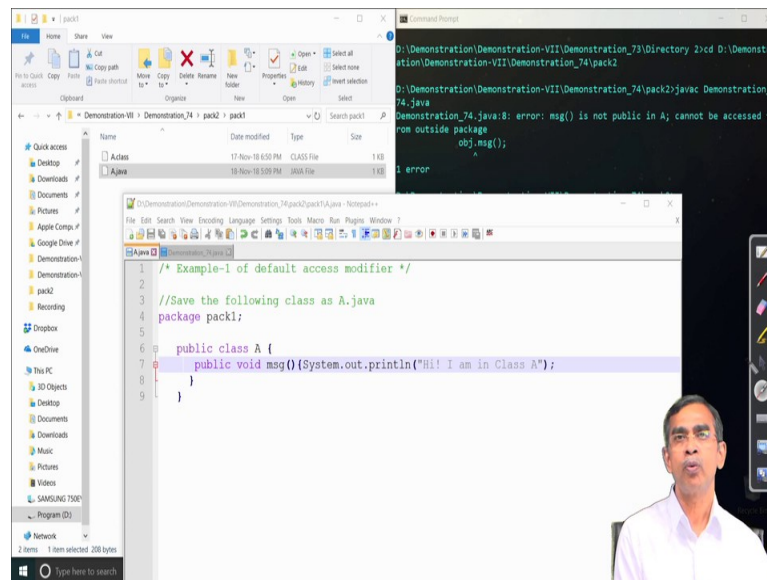 pack1
File Home Share View
Cut
Copy path
Paste shortcut
Pin to Quick access
Copy
Paste
Move to
Copy to
Delete
Rename
New folder
Properties
Open
Edit
History
Select all
Select none
Invert selection
Clipboard
Organize
New
Open
Select
« Demonstration-VII > Demonstration_74 > pack2 > pack1
Search pack1
Name Date modified Type Size
A.class 17-Nov-18 6:50 PM CLASS File 1 KB
A.java 18-Nov-18 5:09 PM JAVA File 1 KB
Quick access
Desktop
Downloads
Documents
Pictures
Apple Compu
Google Drive
Demonstration-V
Demonstration-V
pack2
Recording
Dropbox
OneDrive
This PC
3D Objects
Desktop
Documents
Downloads
Music
Pictures
Videos
SAMSUNG 750E
Program (D:)
Network
2 items 1 item selected 208 bytes
Type here to search
Command Prompt
D:\Demonstration\Demonstration-VII\Demonstration_73\Directory 2>cd D:\Demonst
ation\Demonstration-VII\Demonstration_74\pack2
D:\Demonstration\Demonstration-VII\Demonstration_74\pack2>javac Demonstration
74.java
Demonstration_74.java:8: error: msg() is not public in A; cannot be accessed
rom outside package
obj.msg();
^
1 error
D:\Demonstration\Demonstration-VII\Demonstration_74\pack2\pack1\A.java - Notepad++
File Edit Search View Encoding Language Settings Tools Macro Run Plugins Window ?
A.java Demonstration_74.java
1 /* Example-1 of default access modifier */
2
3 //Save the following class as A.java
4 package pack1;
5
6 public class A {
7 public void msg(){System.out.println("Hi! I am in Class A");
8 }
9 }